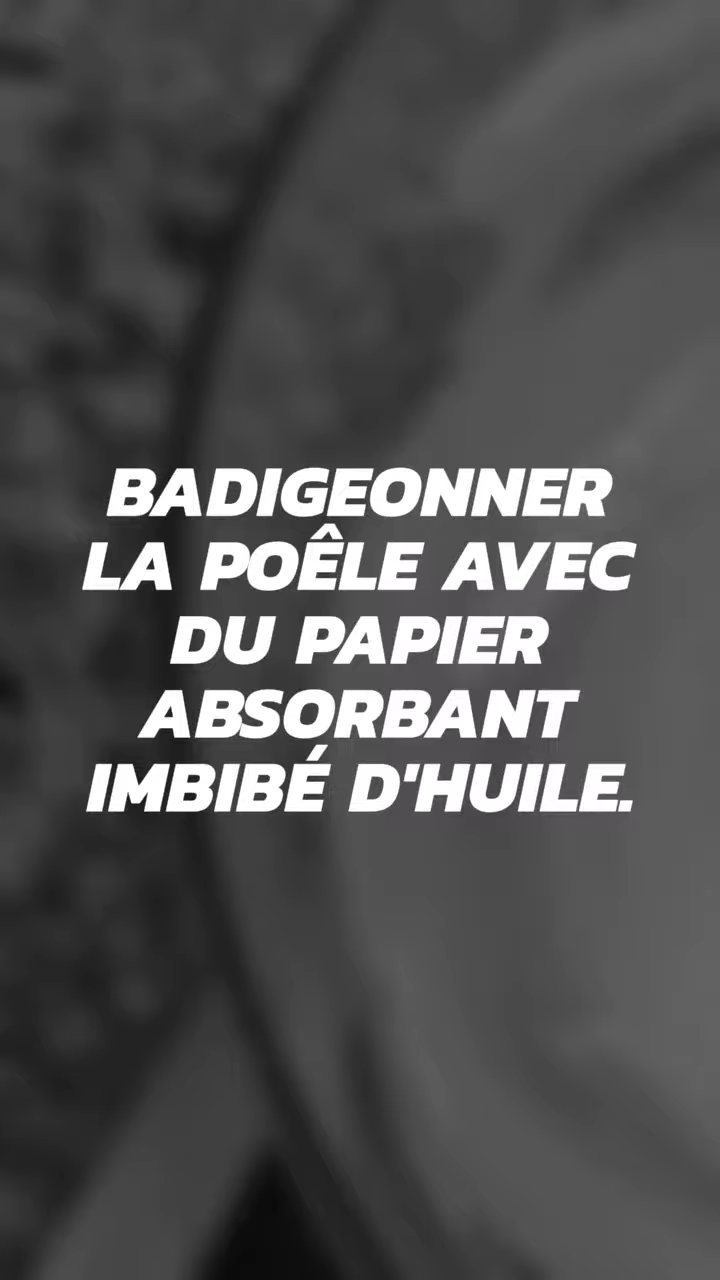 BADIGEONNER
LA POÊLE AVEC
DU PAPIER
ABSORBANT
IMBIBÉ D'HUILE.